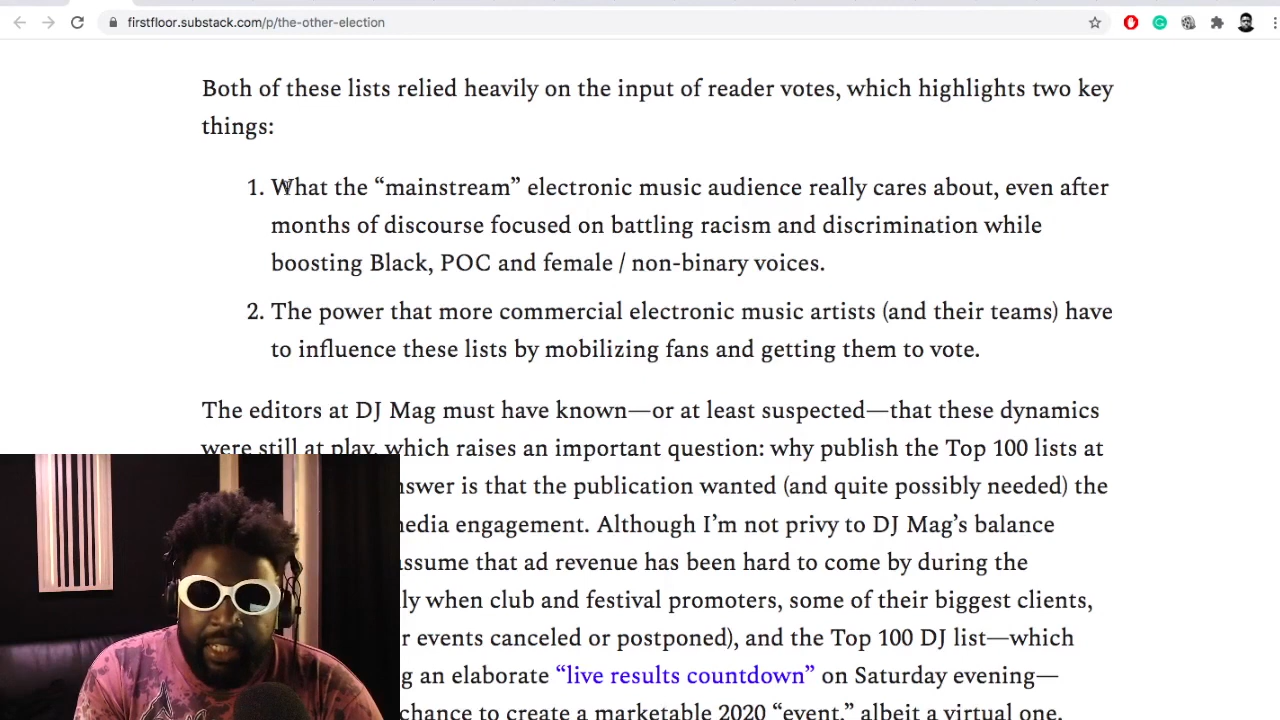 firstfloor.substack.com/p/the-other-election
Both of these lists relied heavily on the input of reader votes, which highlights two key
things:
1. What the “mainstream” electronic music audience really cares about, even after
months of discourse focused on battling racism and discrimination while
boosting Black, POC and female / non-binary voices.
2. The power that more commercial electronic music artists (and their teams) have
to influence these lists by mobilizing fans and getting them to vote.
The editors at DJ Mag must have known—or at least suspected—that these dynamics
were still at play, which raises an important question: why publish the Top 100 lists at
answer is that the publication wanted (and quite possibly needed) the
media engagement. Although I’m not privy to DJ Mag’s balance
assume that ad revenue has been hard to come by during the
when club and festival promoters, some of their biggest clients,
events canceled or postponed), and the Top 100 DJ list—which
an elaborate “live results countdown” on Saturday evening—
chance to create a marketable 2020 “event,” albeit a virtual one.